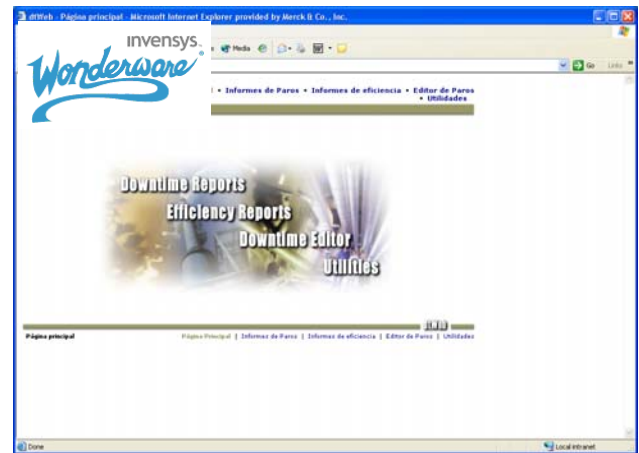 dtWeb - Página principal - Microsoft Internet Explorer provided by Merck & Co., Inc.
invensys.
Wonderware
Media
Go
Links
• Informes de Paros • Informes de eficiencia • Editor de Paros
• Utilidades
Downtime Reports
Efficiency Reports
Downtime Editor
Utilities
Página principal
Página Principal | Informes de Paros | Informes de eficiencia | Editor de Paros | Utilidades
Done
Local intranet